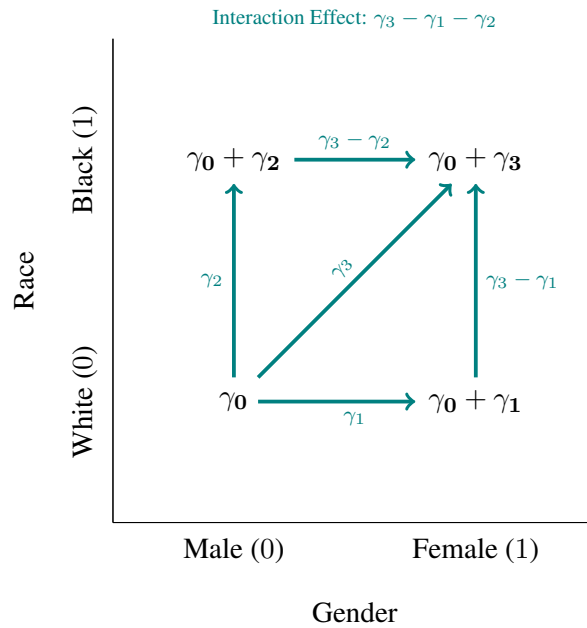 Interaction Effect: γ₃ − γ₁ − γ₂
Black (1)
γ₀ + γ₂
γ₃ − γ₂
γ₀ + γ₃
Race
γ₂
γ₃
γ₃ − γ₁
White (0)
γ₀
γ₁
γ₀ + γ₁
Male (0)
Female (1)
Gender